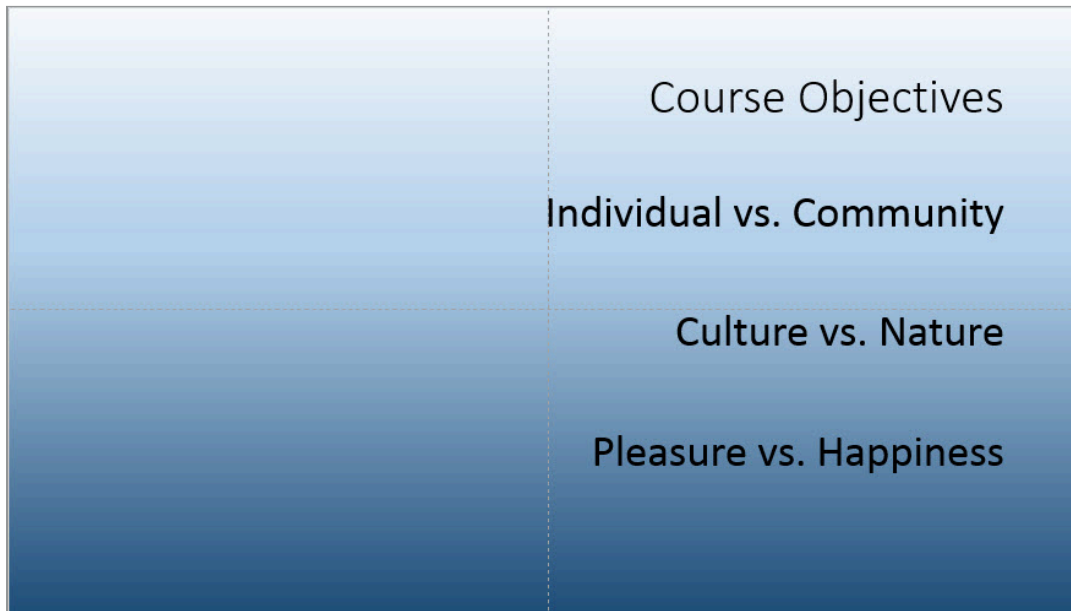 Course Objectives
Individual vs. Community
Culture vs. Nature
Pleasure vs. Happiness